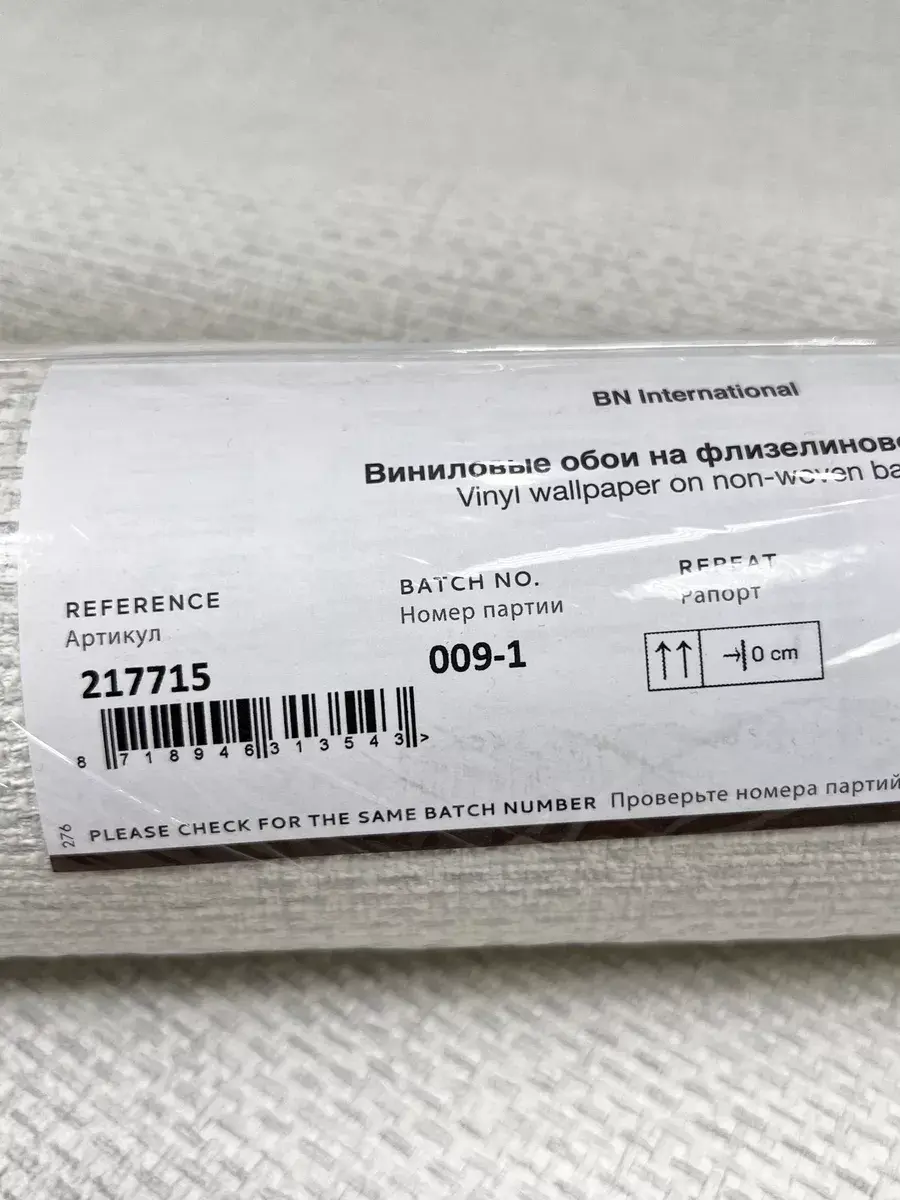 BN International
Виниловые обои на флизелинов
Vinyl wallpaper on non-woven ba
REFERENCE
Артикул
217715
8 718946 313543 >
BATCH NO.
Номер партии
009-1
REPEAT
Рапорт
↑↑ →| 0 cm
276
PLEASE CHECK FOR THE SAME BATCH NUMBER Проверьте номера партий